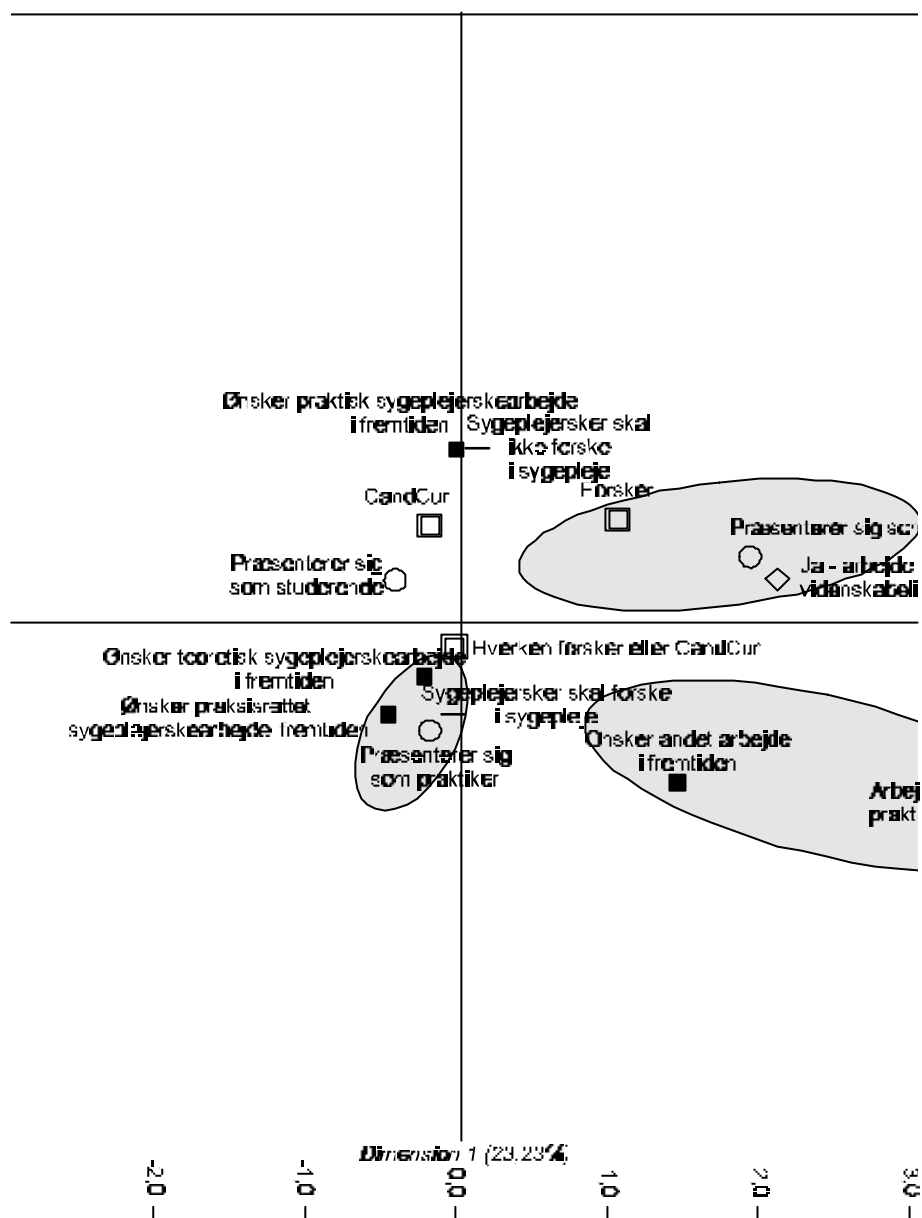 Ønsker praktisk sygeplejerskearbejde
i fremtiden
Sygeplejersker skal
ikke forske
i sygepleje
CandCur
Forsker
Præsenterer sig som
Præsenterer sig
som studerende
Ja - arbejde
videnskabeli
Hverken forsker eller CandCur
Ønsker teoretisk sygeplejerskearbejde
i fremtiden
Sygeplejersker skal forske
i sygepleje
Ønsker praksisrettet
sygeplejerskearbejde fremtuden
Ønsker andet arbejde
i fremtiden
Præsenterer sig
som praktiker
Arbej
prakt
Dimension 1 (23,23%)
-2,0
-1,0
0,0
1,0
2,0
3,0